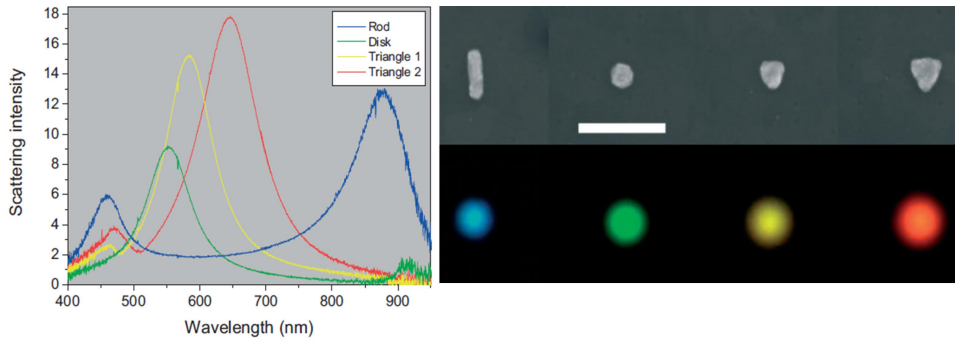 Rod
Disk
Triangle 1
Triangle 2
Scattering intensity
18
16
14
12
10
8
6
4
2
0
400 500 600 700 800 900
Wavelength (nm)